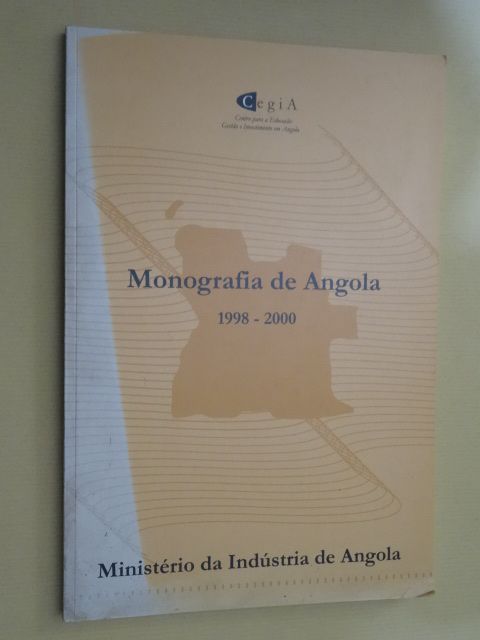 CegiA
Centro para a Educação
Gestão e Investimento em Angola
Monografia de Angola
1998 - 2000
Ministério da Indústria de Angola